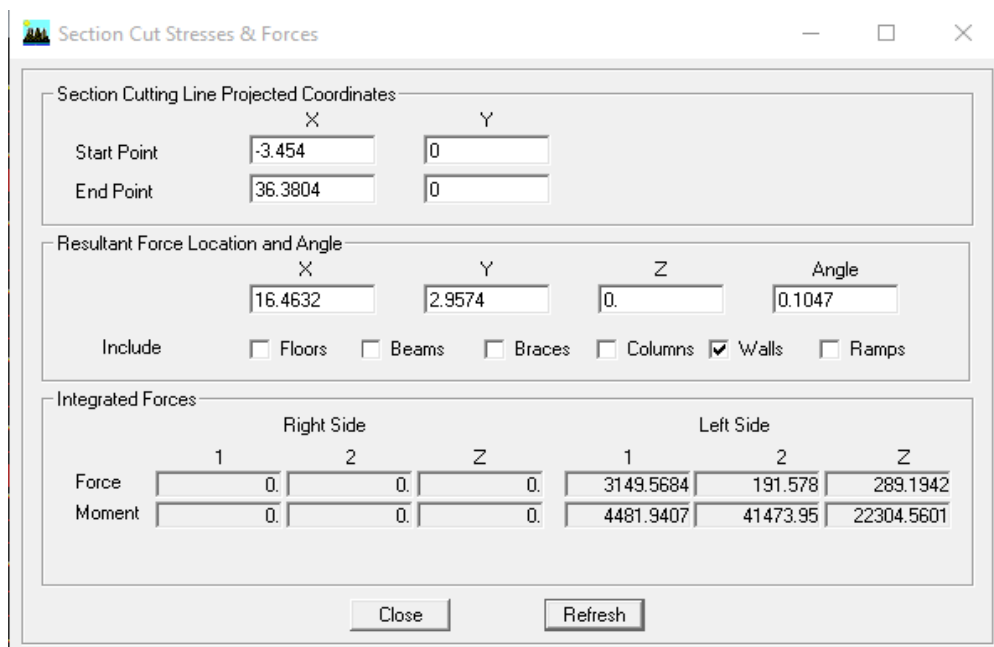 Section Cut Stresses & Forces
Section Cutting Line Projected Coordinates
X Y
Start Point -3.454 0
End Point 36.3804 0
Resultant Force Location and Angle
X Y Z Angle
16.4632 2.9574 0. 0.1047
Include Floors Beams Braces Columns Walls Ramps
Integrated Forces
Right Side Left Side
1 2 Z 1 2 Z
Force 0. 0. 0. 3149.5684 191.578 289.1942
Moment 0. 0. 0. 4481.9407 41473.95 22304.5601
Close Refresh